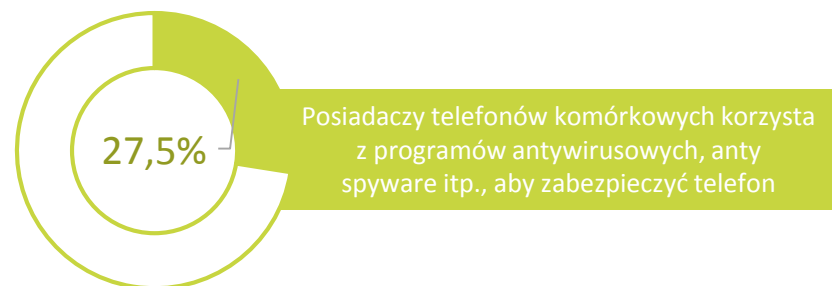 27,5%
Posiadaczy telefonów komórkowych korzysta
z programów antywirusowych, anty
spyware itp., aby zabezpieczyć telefon